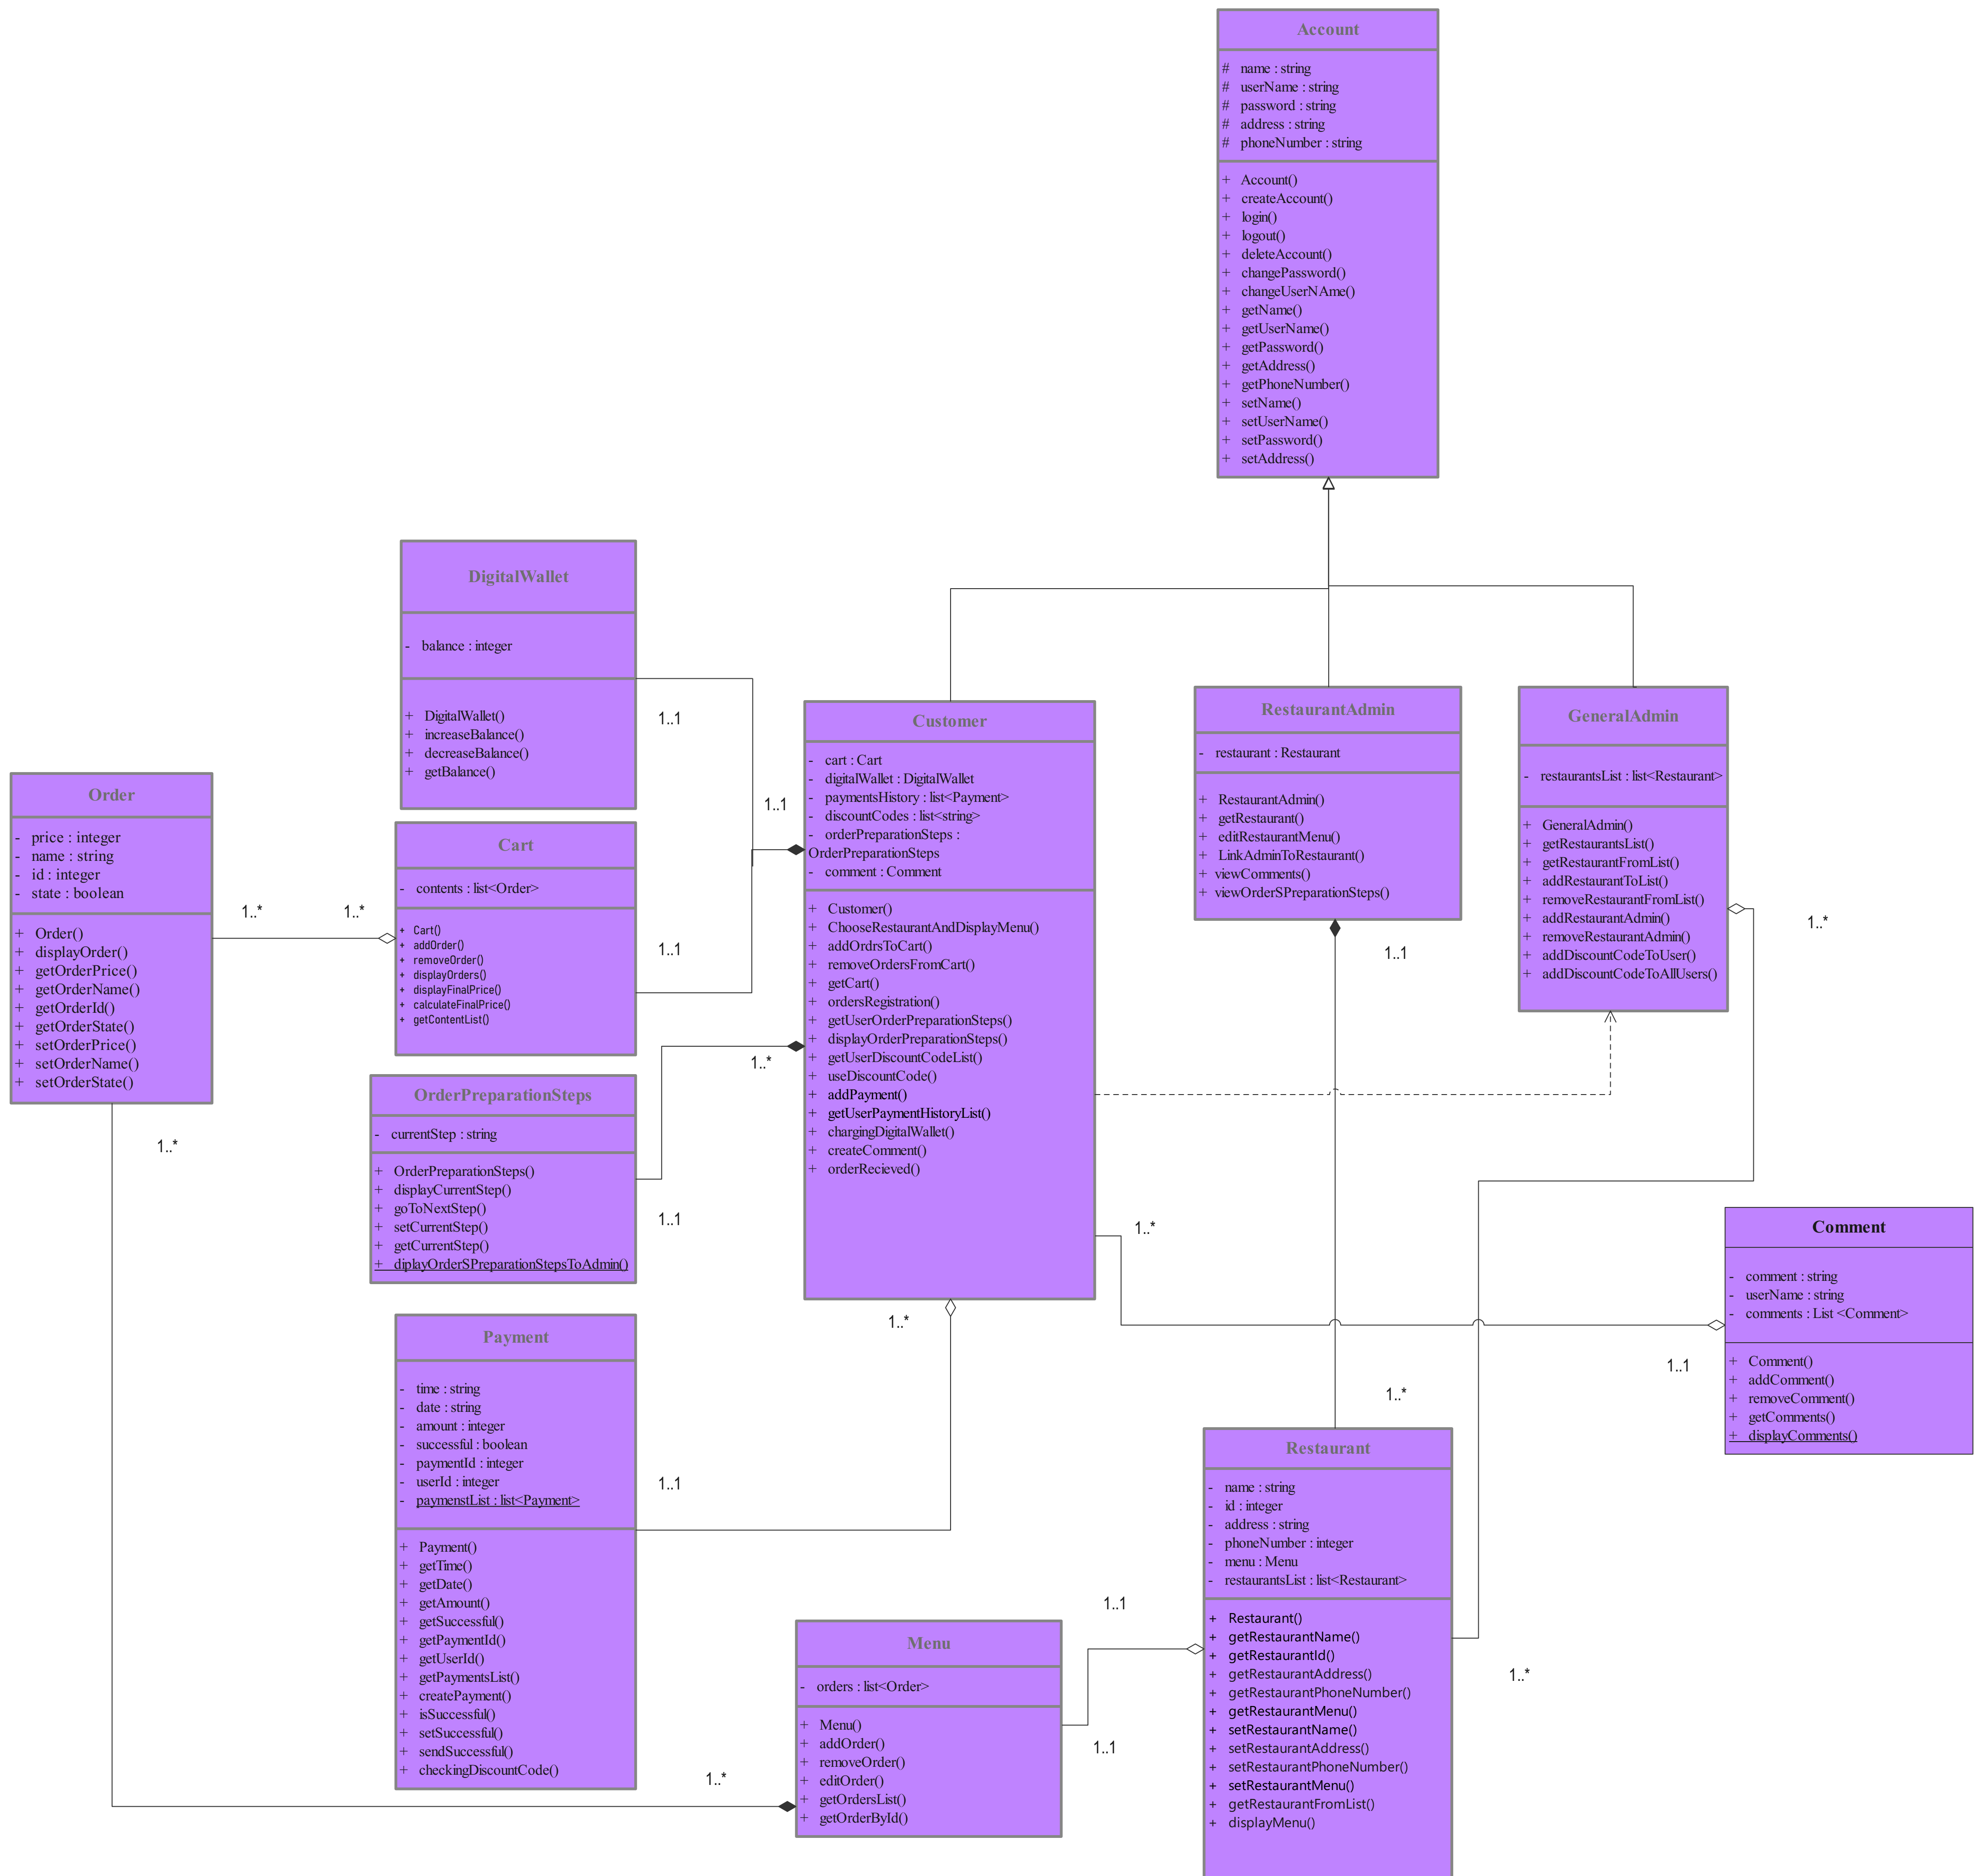 Account
# name : string
# userName : string
# password : string
# address : string
# phoneNumber : string
+ Account()
+ createAccount()
+ login()
+ logout()
+ deleteAccount()
+ changePassword()
+ changeUserNAme()
+ getName()
+ getUserName()
+ getPassword()
+ getAddress()
+ getPhoneNumber()
+ setName()
+ setUserName()
+ setPassword()
+ setAddress()
DigitalWallet
- balance : integer
+ DigitalWallet()
+ increaseBalance()
+ decreaseBalance()
+ getBalance()
1..1
1..1
Customer
- cart : Cart
- digitalWallet : DigitalWallet
- paymentsHistory : list<Payment>
- discountCodes : list<string>
- orderPreparationSteps :
OrderPreparationSteps
- comment : Comment
+ Customer()
+ ChooseRestaurantAndDisplayMenu()
+ addOrdrsToCart()
+ removeOrdersFromCart()
+ getCart()
+ ordersRegistration()
+ getUserOrderPreparationSteps()
+ displayOrderPreparationSteps()
+ getUserDiscountCodeList()
+ useDiscountCode()
+ addPayment()
+ getUserPaymentHistoryList()
+ chargingDigitalWallet()
+ createComment()
+ orderRecieved()
RestaurantAdmin
- restaurant : Restaurant
+ RestaurantAdmin()
+ getRestaurant()
+ editRestaurantMenu()
+ LinkAdminToRestaurant()
+ viewComments()
+ viewOrderSPreparationSteps()
1..1
GeneralAdmin
- restaurantsList : list<Restaurant>
+ GeneralAdmin()
+ getRestaurantsList()
+ getRestaurantFromList()
+ addRestaurantToList()
+ removeRestaurantFromList()
+ addRestaurantAdmin()
+ removeRestaurantAdmin()
+ addDiscountCodeToUser()
+ addDiscountCodeToAllUsers()
1..*
Order
- price : integer
- name : string
- id : integer
- state : boolean
+ Order()
+ displayOrder()
+ getOrderPrice()
+ getOrderName()
+ getOrderId()
+ getOrderState()
+ setOrderPrice()
+ setOrderName()
+ setOrderState()
1..*
1..*
1..*
Cart
- contents : list<Order>
+ Cart()
+ addOrder()
+ removeOrder()
+ displayOrders()
+ displayFinalPrice()
+ calculateFinalPrice()
+ getContentList()
1..1
1..*
OrderPreparationSteps
- currentStep : string
+ OrderPreparationSteps()
+ displayCurrentStep()
+ goToNextStep()
+ setCurrentStep()
+ getCurrentStep()
+ diplayOrderSPreparationStepsToAdmin()
1..1
1..*
1..*
1..1
Comment
- comment : string
- userName : string
- comments : List <Comment>
+ Comment()
+ addComment()
+ removeComment()
+ getComments()
+ displayComments()
Payment
- time : string
- date : string
- amount : integer
- successful : boolean
- paymentId : integer
- userId : integer
- paymenstList : list<Payment>
+ Payment()
+ getTime()
+ getDate()
+ getAmount()
+ getSuccessful()
+ getPaymentId()
+ getUserId()
+ getPaymentsList()
+ createPayment()
+ isSuccessful()
+ setSuccessful()
+ sendSuccessful()
+ checkingDiscountCode()
1..1
1..*
Restaurant
- name : string
- id : integer
- address : string
- phoneNumber : integer
- menu : Menu
- restaurantsList : list<Restaurant>
+ Restaurant()
+ getRestaurantName()
+ getRestaurantId()
+ getRestaurantAddress()
+ getRestaurantPhoneNumber()
+ getRestaurantMenu()
+ setRestaurantName()
+ setRestaurantAddress()
+ setRestaurantPhoneNumber()
+ setRestaurantMenu()
+ getRestaurantFromList()
+ displayMenu()
1..*
1..1
1..1
Menu
- orders : list<Order>
+ Menu()
+ addOrder()
+ removeOrder()
+ editOrder()
+ getOrdersList()
+ getOrderById()
1..*